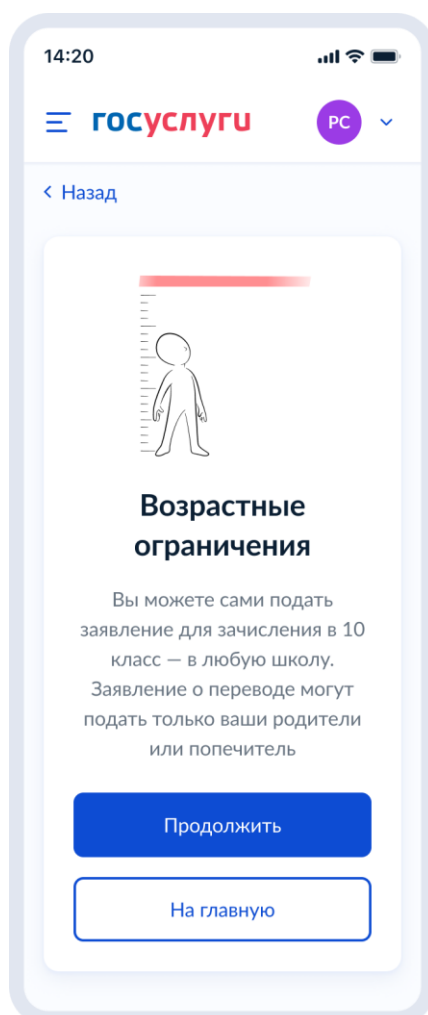 14:20
госуслуги
РС
Назад
Возрастные
ограничения
Вы можете сами подать
заявление для зачисления в 10
класс — в любую школу.
Заявление о переводе могут
подать только ваши родители
или попечитель
Продолжить
На главную